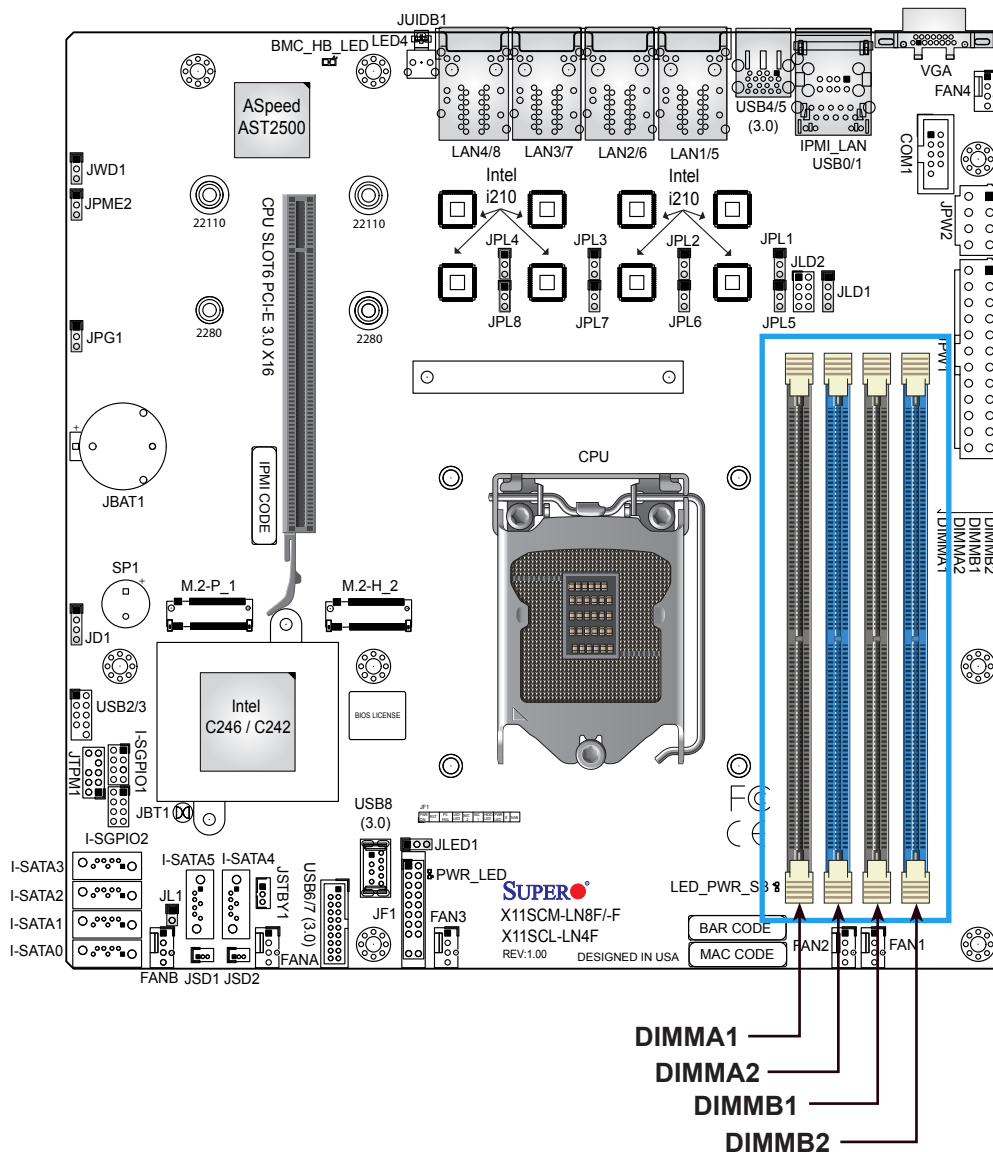 JUIDB1
LED4
BMC_HB_LED
VGA
FAN4
ASpeed
AST2500
USB4/5
(3.0)
IPMI_LAN
USB0/1
COM1
LAN4/8
LAN3/7
LAN2/6
LAN1/5
JWD1
JPME2
Intel
i210
Intel
i210
JPW2
22110
22110
CPU SLOT6 PCI-E 3.0 X16
JPL4
JPL3
JPL2
JPL1
JLD2
JLD1
JPL8
JPL7
JPL6
JPL5
2280
2280
JPG1
JPW1
+
JBAT1
IPMI CODE
CPU
JDIMMA1
DIMMA2
DIMMB1
DIMMB2
SP1
+
M.2-P_1
M.2-H_2
JD1
USB2/3
Intel
C246 / C242
BIOS LICENSE
JTPM1
I-SGPIO1
JBT1
I-SGPIO2
USB8
(3.0)
JF1
FC
CE
JLED1
I-SATA3
I-SATA5
I-SATA4
JSTBY1
USB6/7 (3.0)
PWR_LED
LED_PWR_SB
I-SATA2
JL1
JF1
FAN3
SUPER
X11SCM-LN8F/-F
X11SCL-LN4F
REV:1.00
DESIGNED IN USA
BAR CODE
MAC CODE
I-SATA1
I-SATA0
FANB
JSD1
JSD2
FANA
FAN2
FAN1
DIMMA1
DIMMA2
DIMMB1
DIMMB2